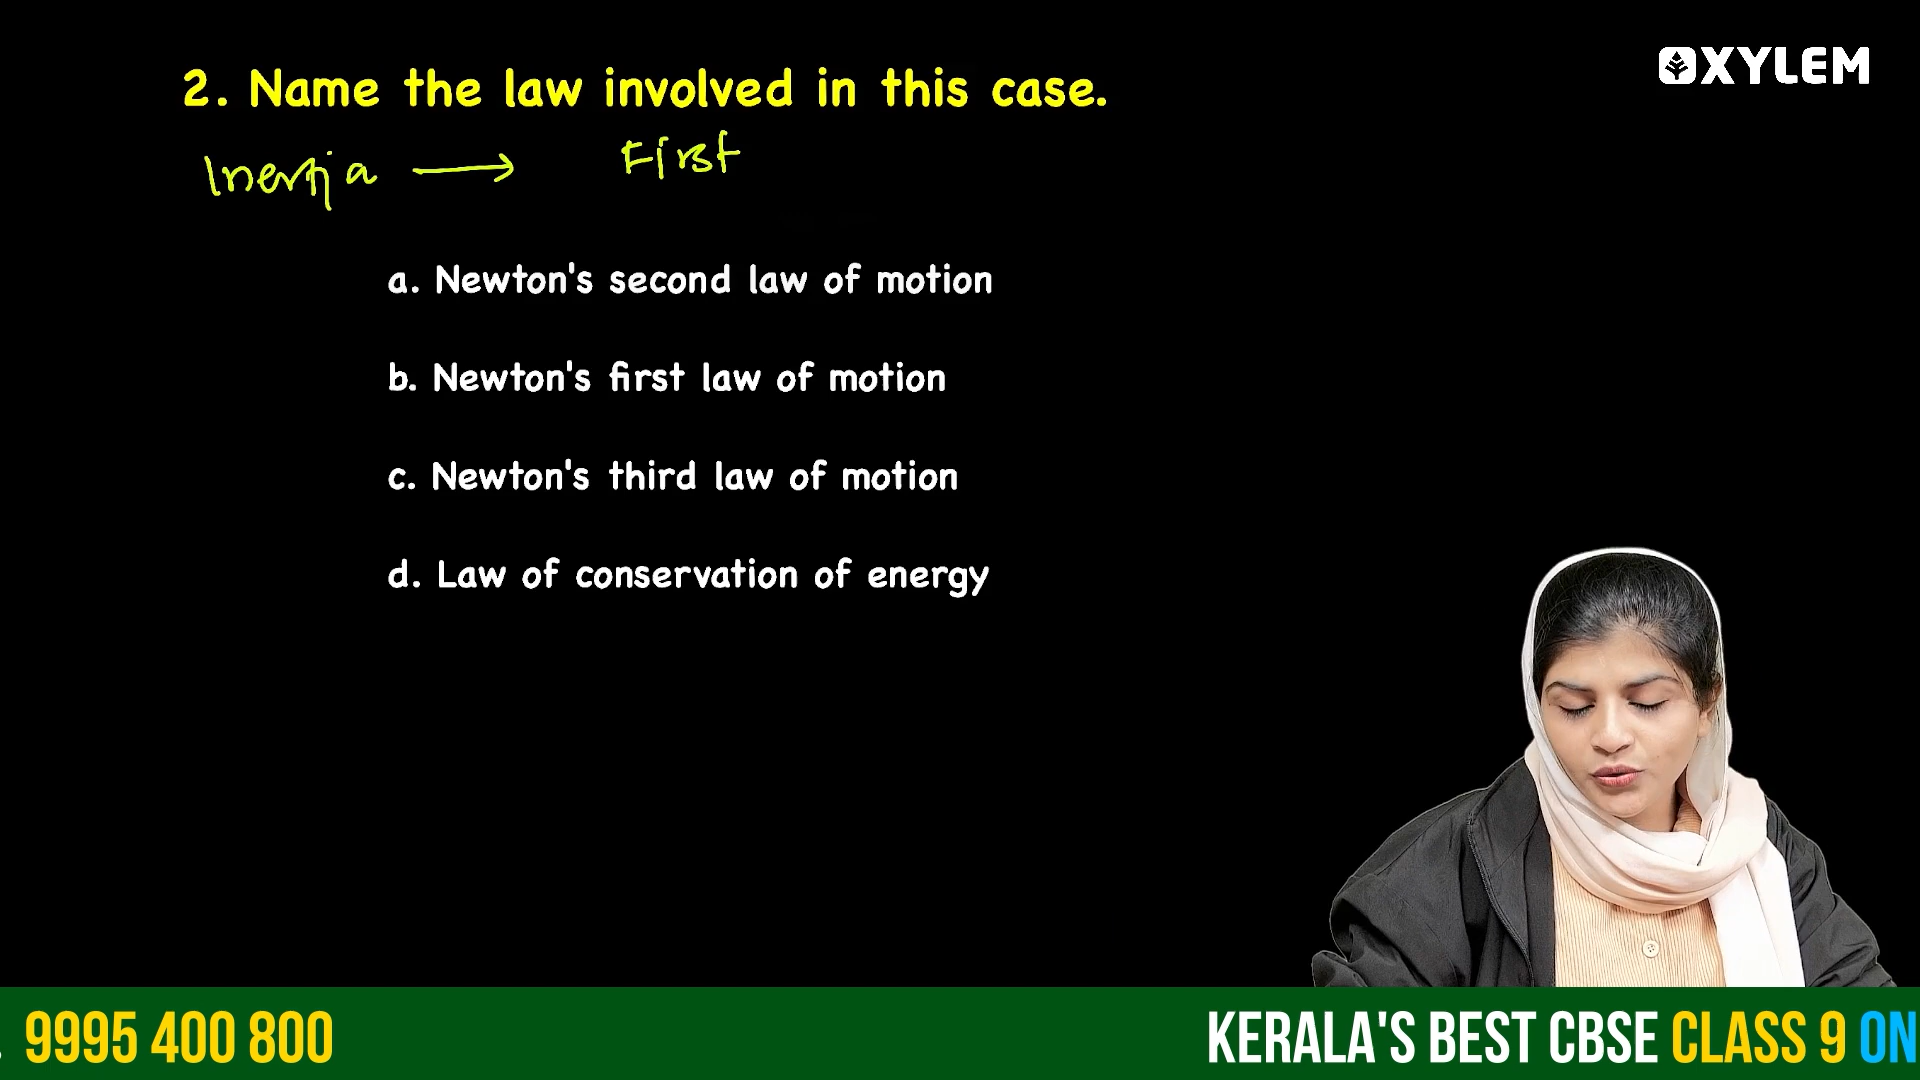 XYLEM
2. Name the law involved in this case.
Inertia → First
a. Newton's second law of motion
b. Newton's first law of motion
c. Newton's third law of motion
d. Law of conservation of energy
9995 400 800 KERALA'S BEST CBSE CLASS 9 ON